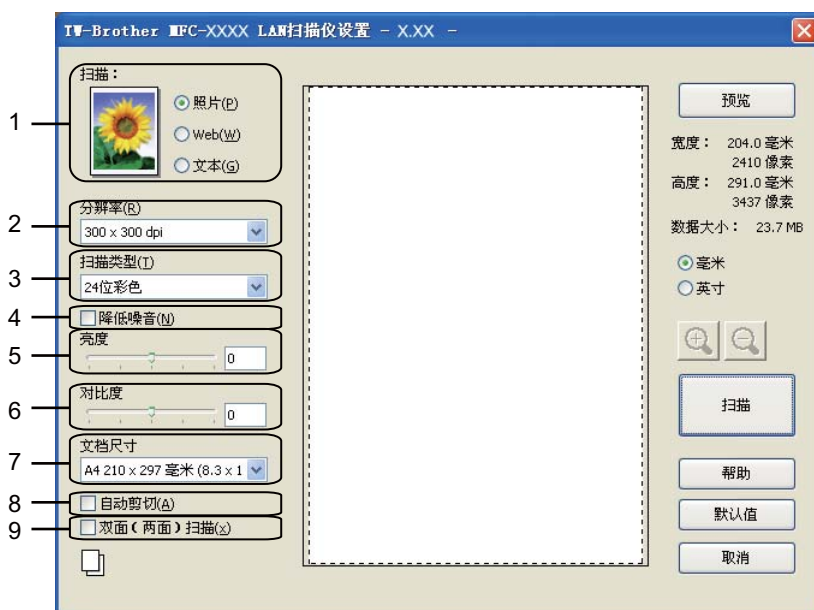 TW-Brother MFC-XXXX LAN扫描仪设置 - X.XX -
1
扫描：
照片(P)
Web(W)
文本(G)
2
分辨率(R)
300 x 300 dpi
3
扫描类型(T)
24位彩色
4
降低噪音(N)
5
亮度
0
6
对比度
0
7
文档尺寸
A4 210 x 297 毫米 (8.3 x 1
8
自动剪切(A)
9
双面（两面）扫描(x)
预览
宽度： 204.0 毫米
2410 像素
高度： 291.0 毫米
3437 像素
数据大小： 23.7 MB
毫米
英寸
扫描
帮助
默认值
取消